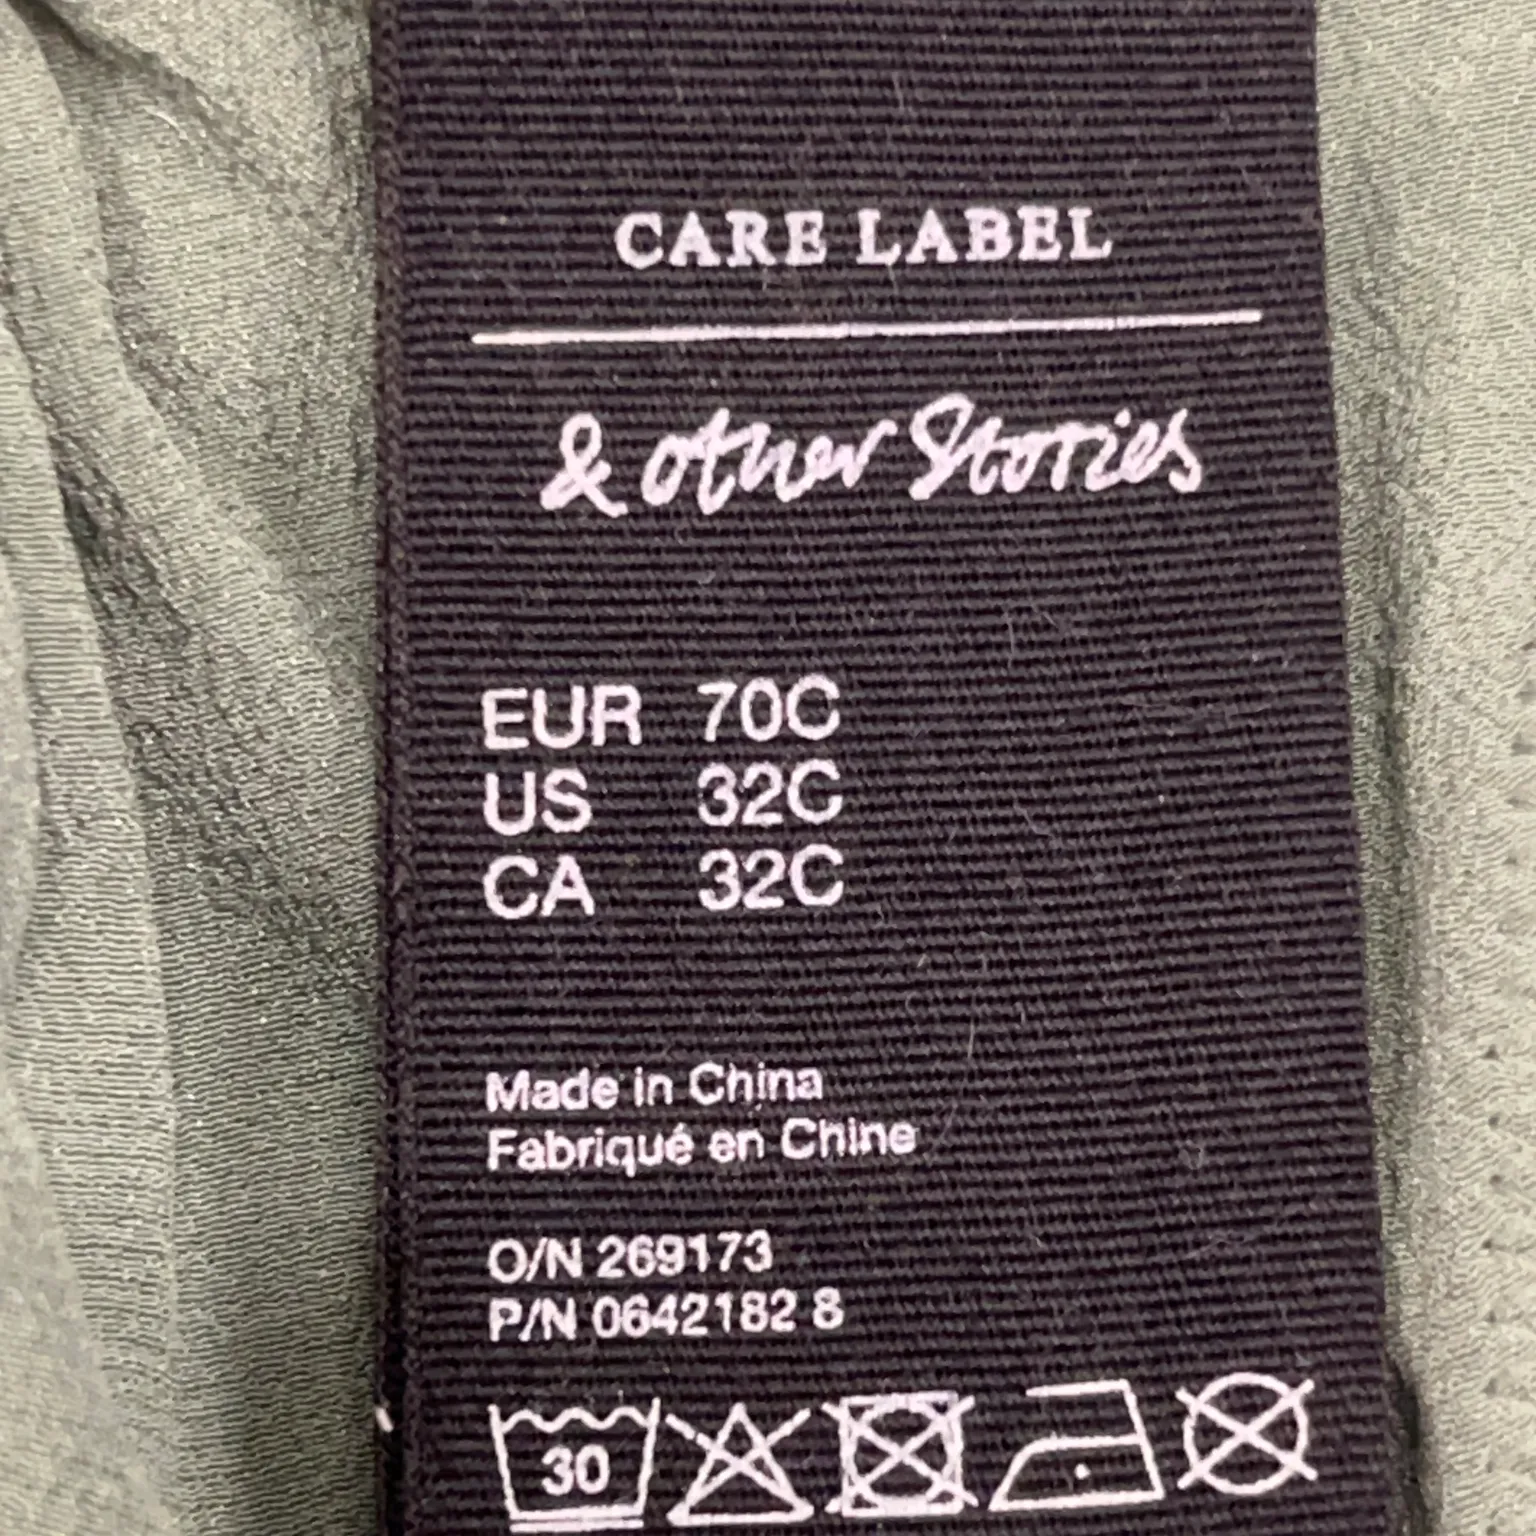 CARE LABEL
& other Stories
EUR 70C
US 32C
CA 32C
Made in China
Fabriqué en Chine
O/N 269173
P/N 0642182 8
30